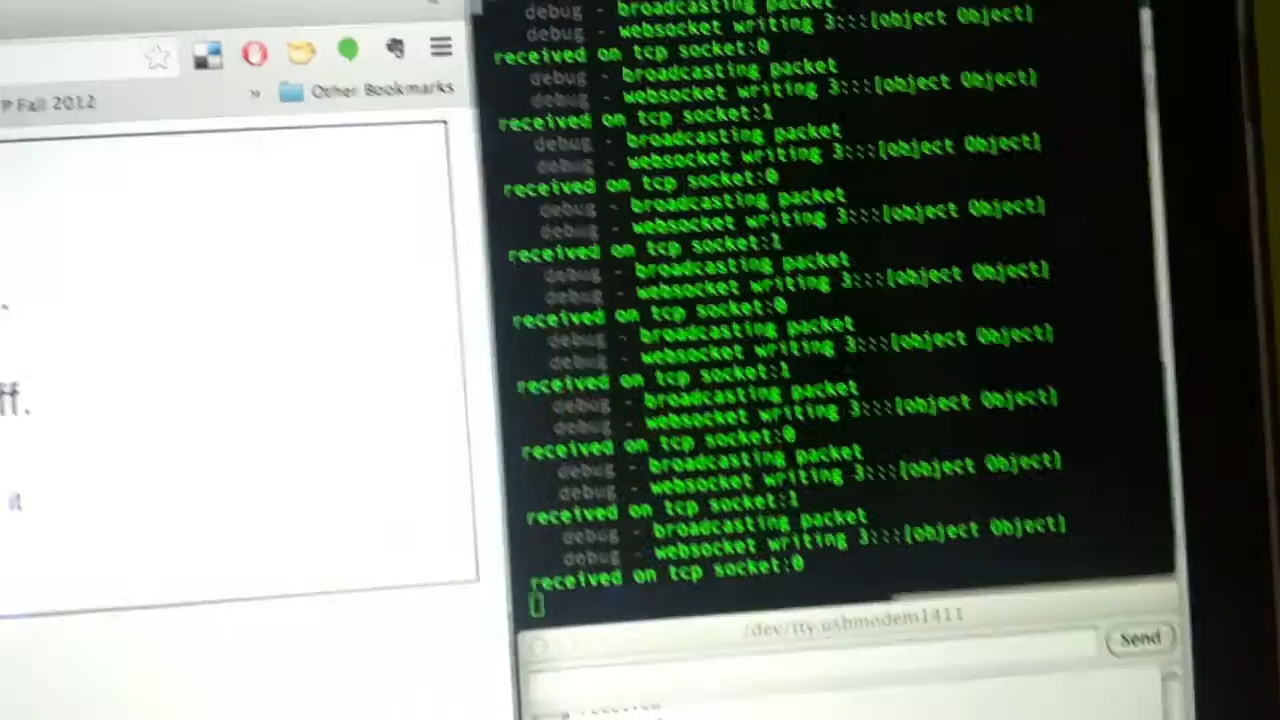 P Fall 2012
»
Other Bookmarks
ff.
it
debug - broadcasting packet
debug - websocket writing 3:::[object Object]
received on tcp socket:0
debug - broadcasting packet
debug - websocket writing 3:::[object Object]
received on tcp socket:1
debug - broadcasting packet
debug - websocket writing 3:::[object Object]
received on tcp socket:0
debug - broadcasting packet
debug - websocket writing 3:::[object Object]
received on tcp socket:1
debug - broadcasting packet
debug - websocket writing 3:::[object Object]
received on tcp socket:0
debug - broadcasting packet
debug - websocket writing 3:::[object Object]
received on tcp socket:1
debug - broadcasting packet
debug - websocket writing 3:::[object Object]
received on tcp socket:0
debug - broadcasting packet
debug - websocket writing 3:::[object Object]
received on tcp socket:1
debug - broadcasting packet
debug - websocket writing 3:::[object Object]
received on tcp socket:0
/dev/tty.usbmodem1411
Send
received